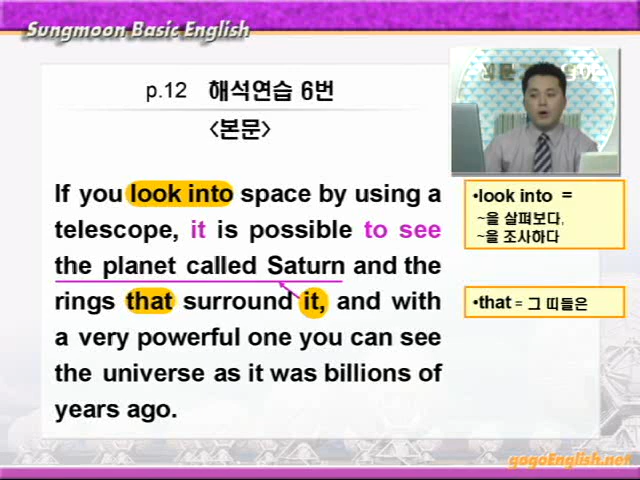 Sungmoon Basic English
p.12 해석연습 6번
<본문>
If you look into space by using a
telescope, it is possible to see
the planet called Saturn and the
rings that surround it, and with
a very powerful one you can see
the universe as it was billions of
years ago.
•look into =
~을 살펴보다,
~을 조사하다
•that = 그 띠들은
gogoEnglish.net